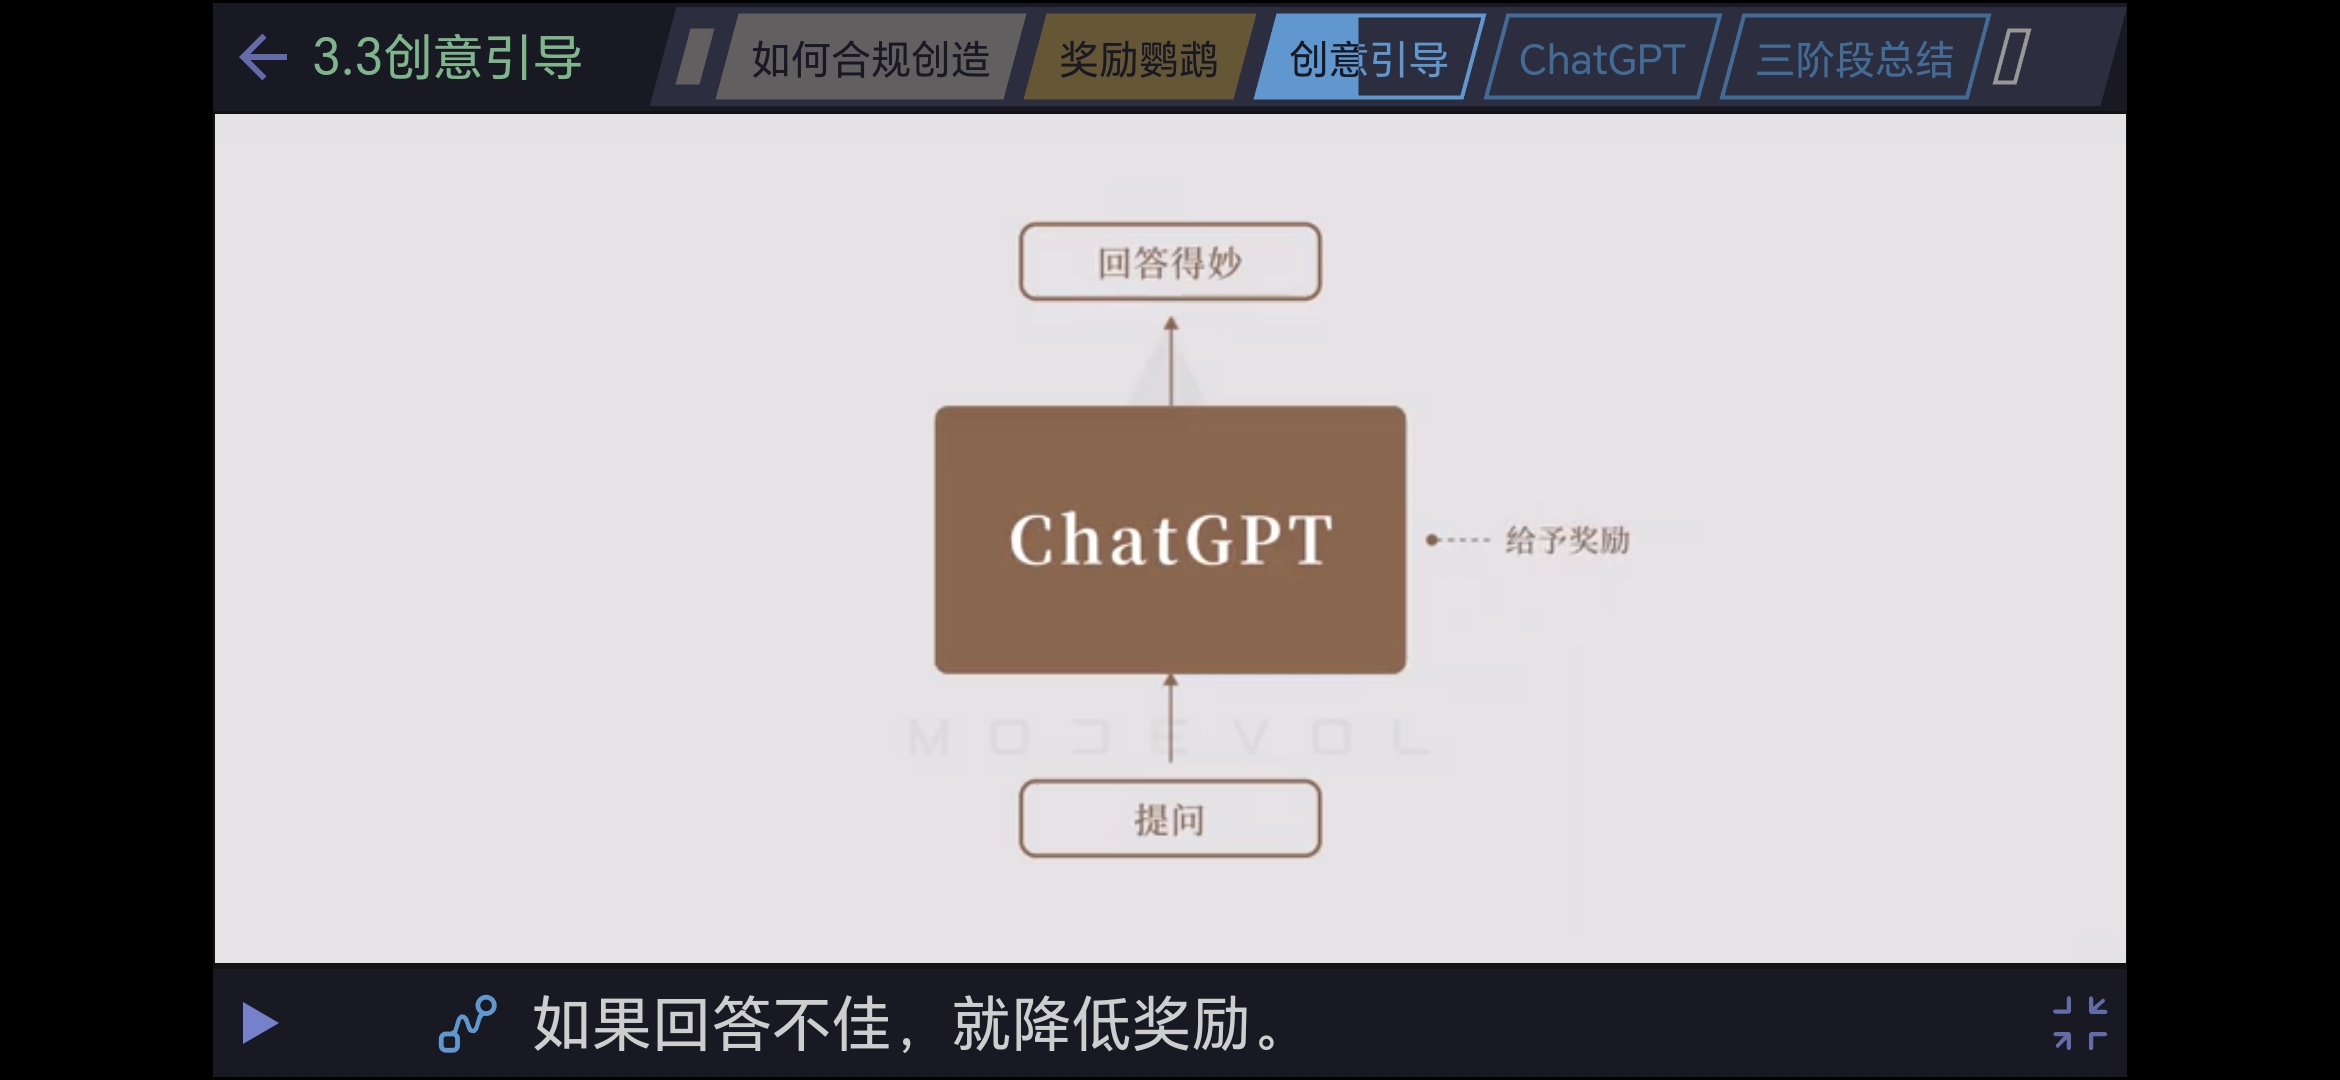 3.3创意引导
如何合规创造
奖励鹦鹉
创意引导
ChatGPT
三阶段总结
回答得妙
ChatGPT
给予奖励
MODEVOL
提问
如果回答不佳，就降低奖励。